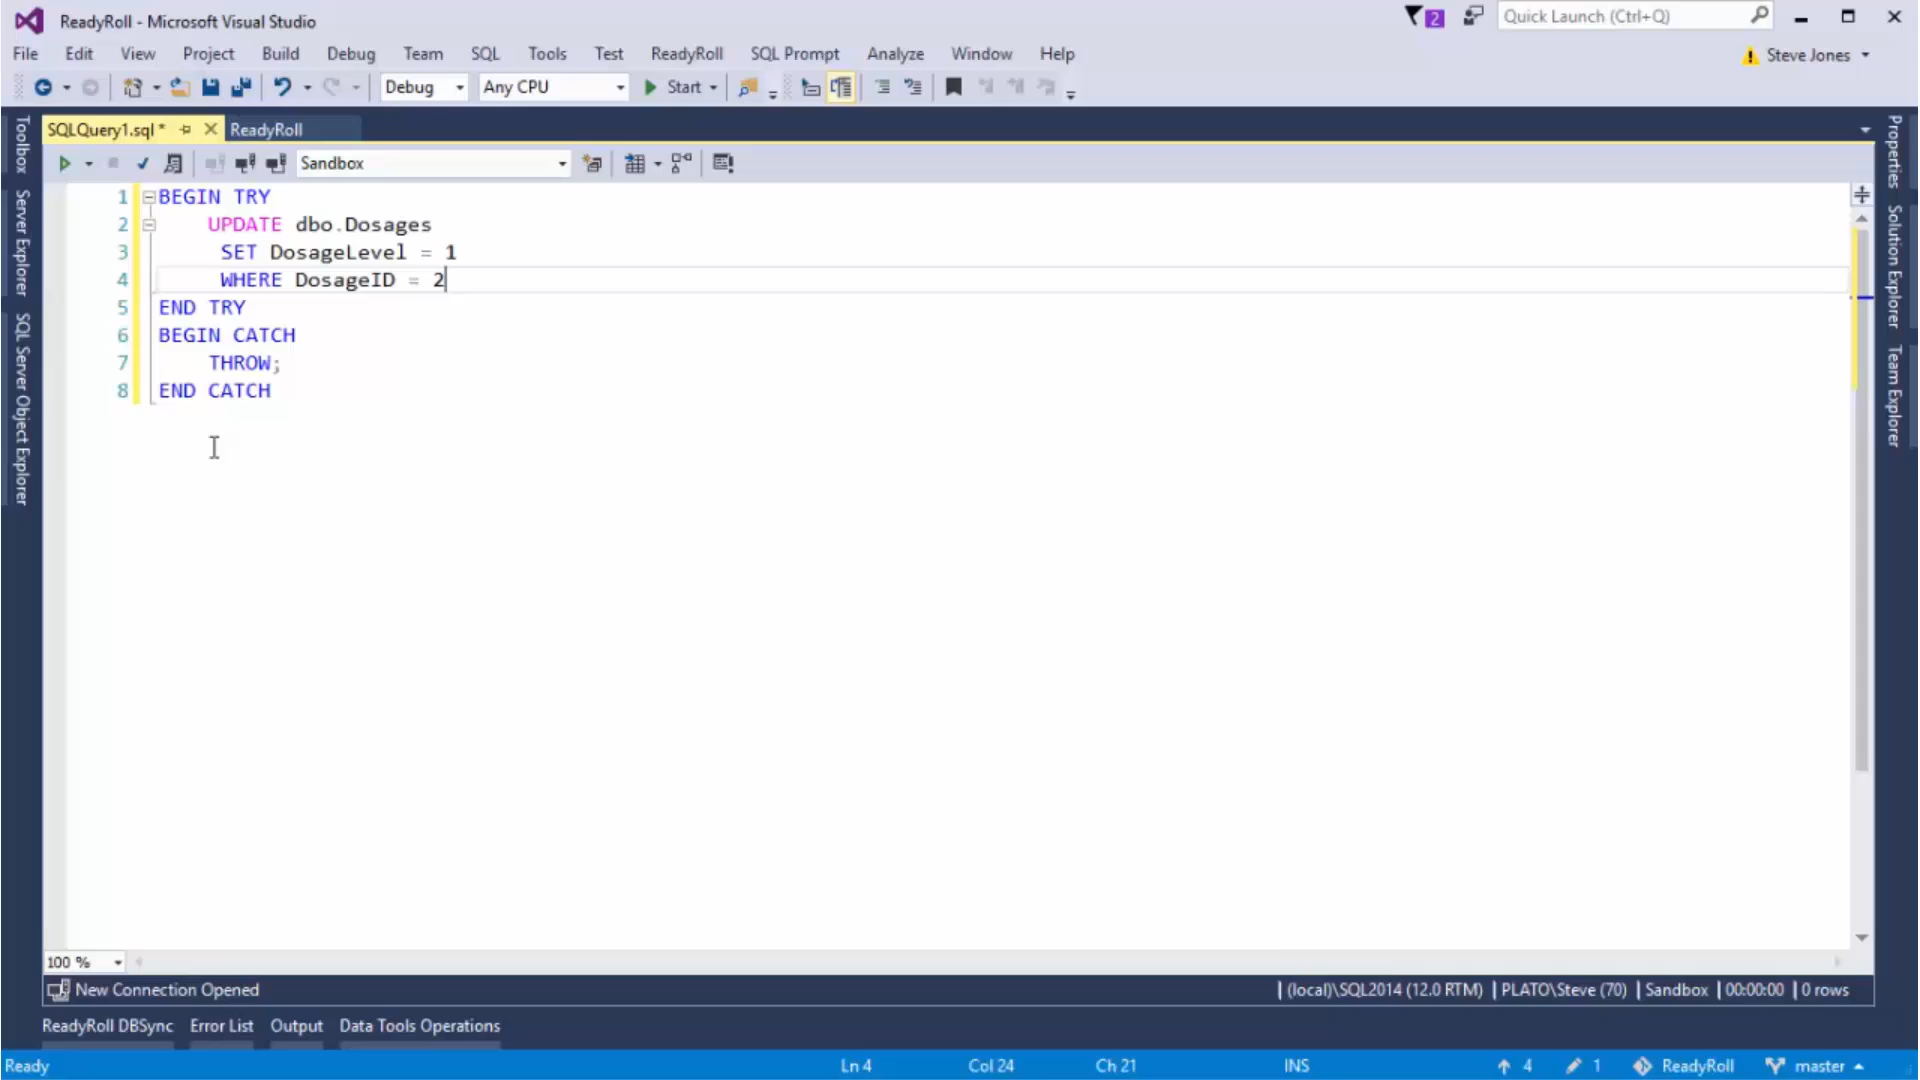 ReadyRoll - Microsoft Visual Studio
2
Quick Launch (Ctrl+Q)
File Edit View Project Build Debug Team SQL Tools Test ReadyRoll SQL Prompt Analyze Window Help
Steve Jones
Debug Any CPU Start
SQLQuery1.sql* ReadyRoll
Sandbox
Toolbox
Server Explorer
SQL Server Object Explorer
1 BEGIN TRY
2 UPDATE dbo.Dosages
3 SET DosageLevel = 1
4 WHERE DosageID = 2
5 END TRY
6 BEGIN CATCH
7 THROW;
8 END CATCH
Properties
Solution Explorer
Team Explorer
100 %
New Connection Opened
(local)\SQL2014 (12.0 RTM) PLATO\Steve (70) Sandbox 00:00:00 0 rows
ReadyRoll DBSync Error List Output Data Tools Operations
Ready Ln 4 Col 24 Ch 21 INS 4 1 ReadyRoll master